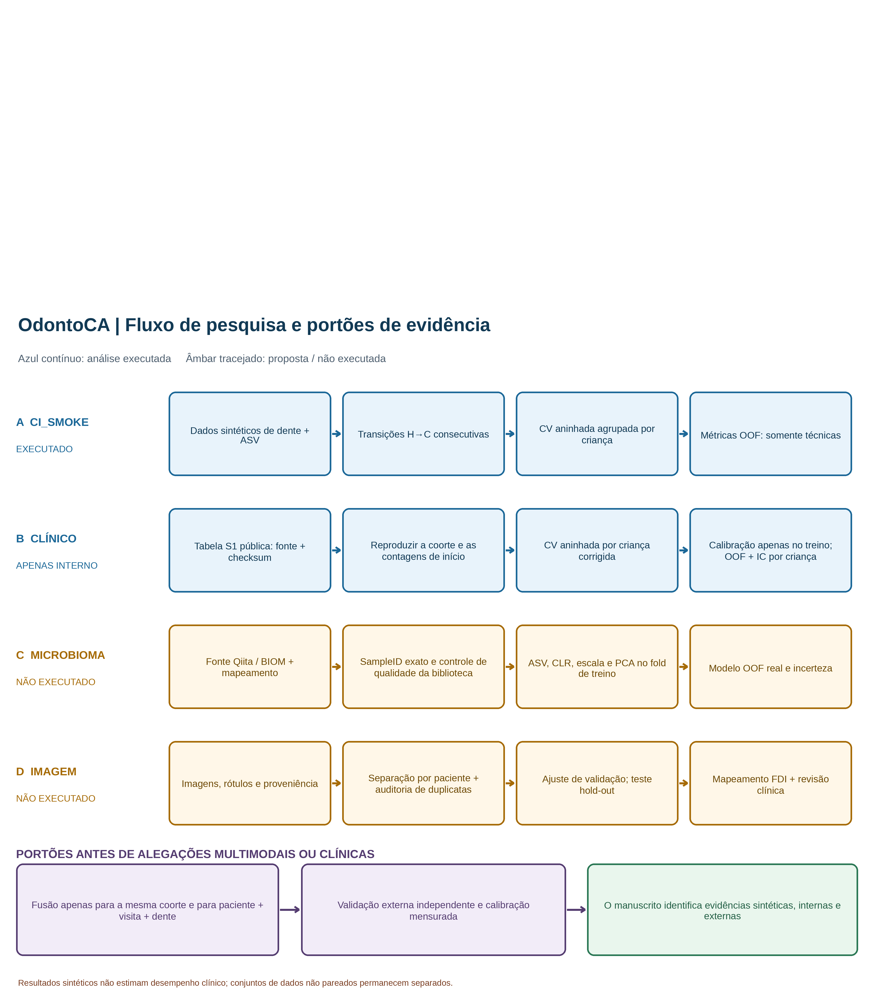 OdontoCA | Fluxo de pesquisa e portões de evidência
Azul contínuo: análise executada Âmbar tracejado: proposta / não executada
A CI_SMOKE
EXECUTADO
Dados sintéticos de dente +
ASV
Transições H→C consecutivas
CV aninhada agrupada por
criança
Métricas OOF: somente técnicas
B CLÍNICO
APENAS INTERNO
Tabela S1 pública: fonte +
checksum
Reproduzir a coorte e as
contagens de início
CV aninhada por criança
corrigida
Calibração apenas no treino;
OOF + IC por criança
C MICROBIOMA
NÃO EXECUTADO
Fonte Qiita / BIOM +
mapeamento
SampleID exato e controle de
qualidade da biblioteca
ASV, CLR, escala e PCA no fold
de treino
Modelo OOF real e incerteza
D IMAGEM
NÃO EXECUTADO
Imagens, rótulos e proveniência
Separação por paciente +
auditoria de duplicatas
Ajuste de validação; teste
hold-out
Mapeamento FDI + revisão
clínica
PORTÕES ANTES DE ALEGAÇÕES MULTIMODAIS OU CLÍNICAS
Fusão apenas para a mesma coorte e para paciente +
visita + dente
Validação externa independente e calibração
mensurada
O manuscrito identifica evidências sintéticas, internas e
externas
Resultados sintéticos não estimam desempenho clínico; conjuntos de dados não pareados permanecem separados.